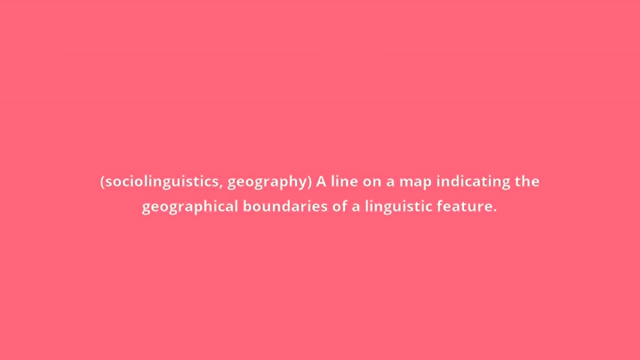 (sociolinguistics, geography) A line on a map indicating the
geographical boundaries of a linguistic feature.